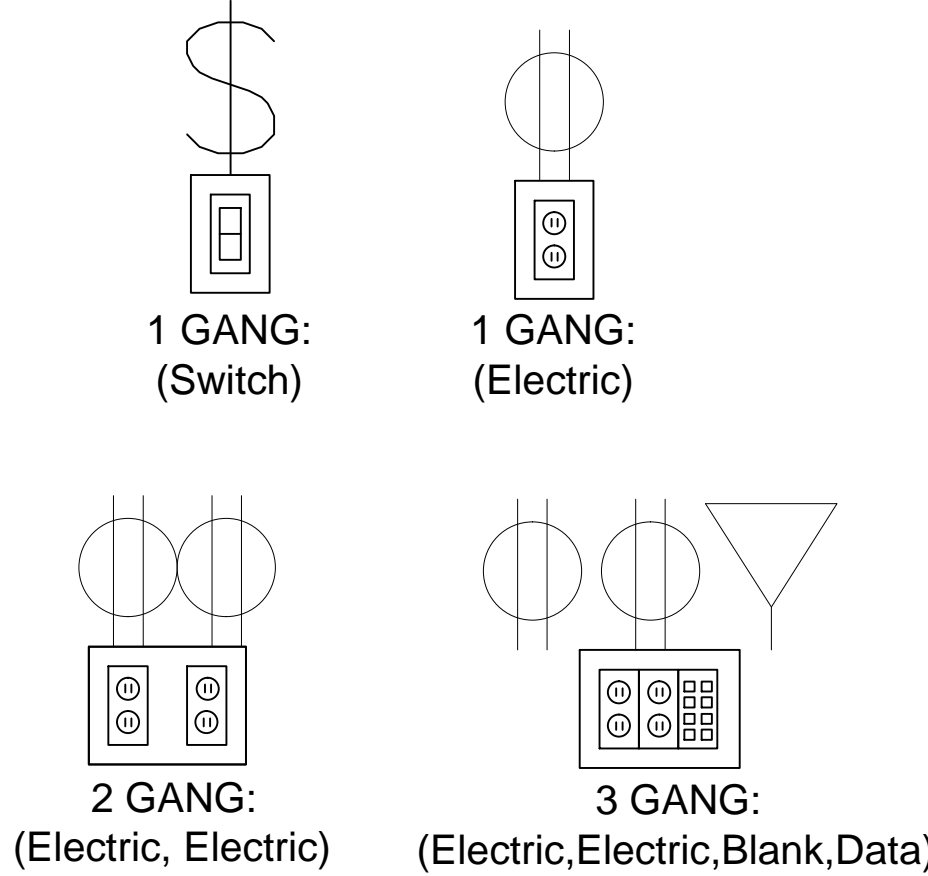 1 GANG:
(Switch)
1 GANG:
(Electric)
2 GANG:
(Electric, Electric)
3 GANG:
(Electric,Electric,Blank,Data)